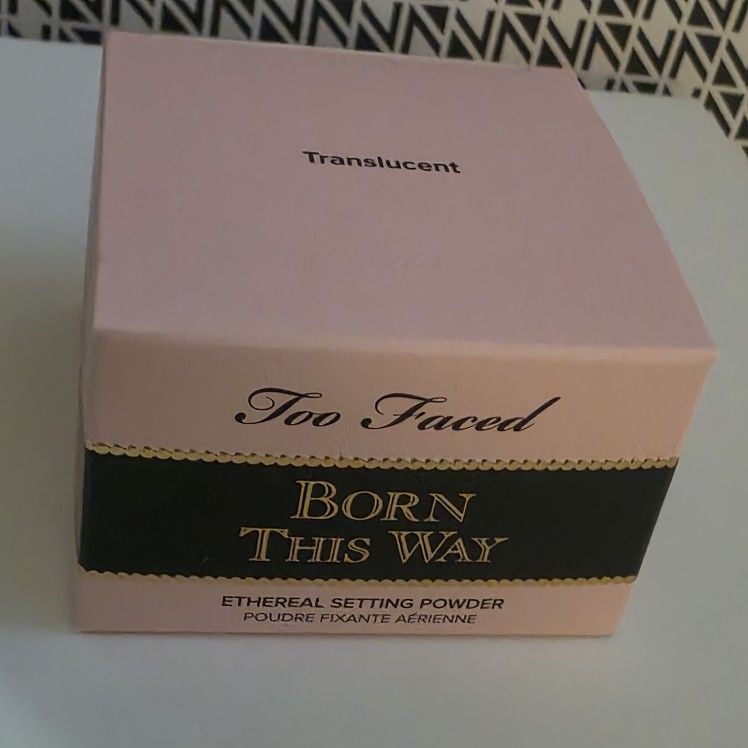 Translucent
Too Faced
BORN
THIS WAY
ETHEREAL SETTING POWDER
POUDRE FIXANTE AÉRIENNE